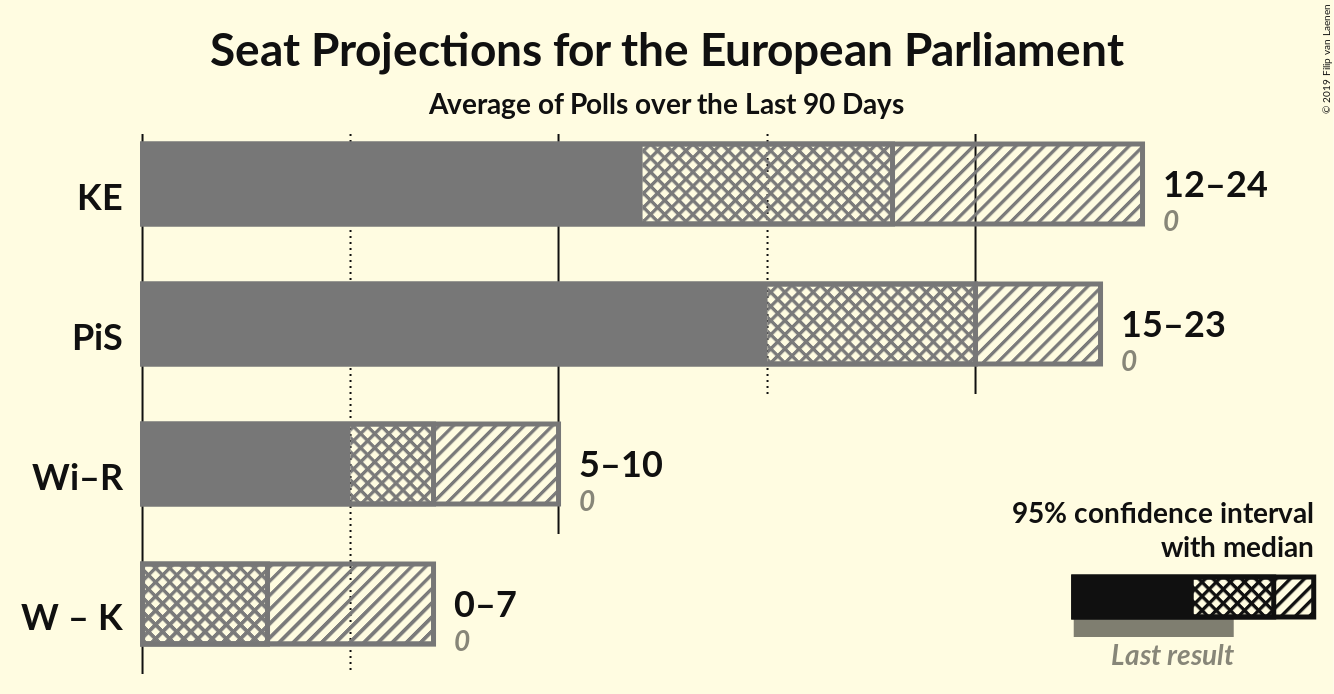 Seat Projections for the European Parliament
Average of Polls over the Last 90 Days
© 2019 Filip van Laenen
KE
12–24
0
PiS
15–23
0
Wi–R
5–10
0
W – K
0–7
0
95% confidence interval
with median
Last result